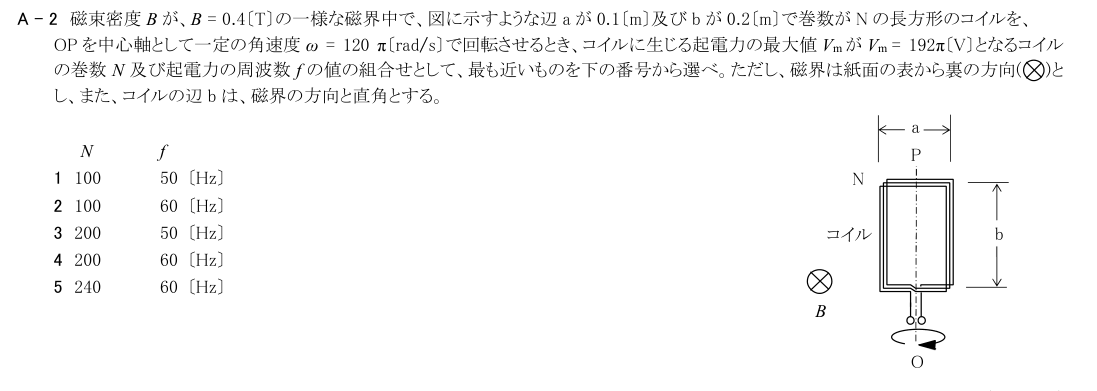 A－2 磁束密度 B が、B = 0.4〔T〕の一様な磁界中で、図に示すような辺 a が 0.1〔m〕及び b が 0.2〔m〕で巻数が N の長方形のコイルを、
OP を中心軸として一定の角速度 ω = 120 π〔rad/s〕で回転させるとき、コイルに生じる起電力の最大値 Vm が Vm = 192π〔V〕となるコイル
の巻数 N 及び起電力の周波数 f の値の組合せとして、最も近いものを下の番号から選べ。ただし、磁界は紙面の表から裏の方向(⊗)と
し、また、コイルの辺 b は、磁界の方向と直角とする。
N f
1 100 50〔Hz〕
2 100 60〔Hz〕
3 200 50〔Hz〕
4 200 60〔Hz〕
5 240 60〔Hz〕
a
P
N
コイル
b
B
O